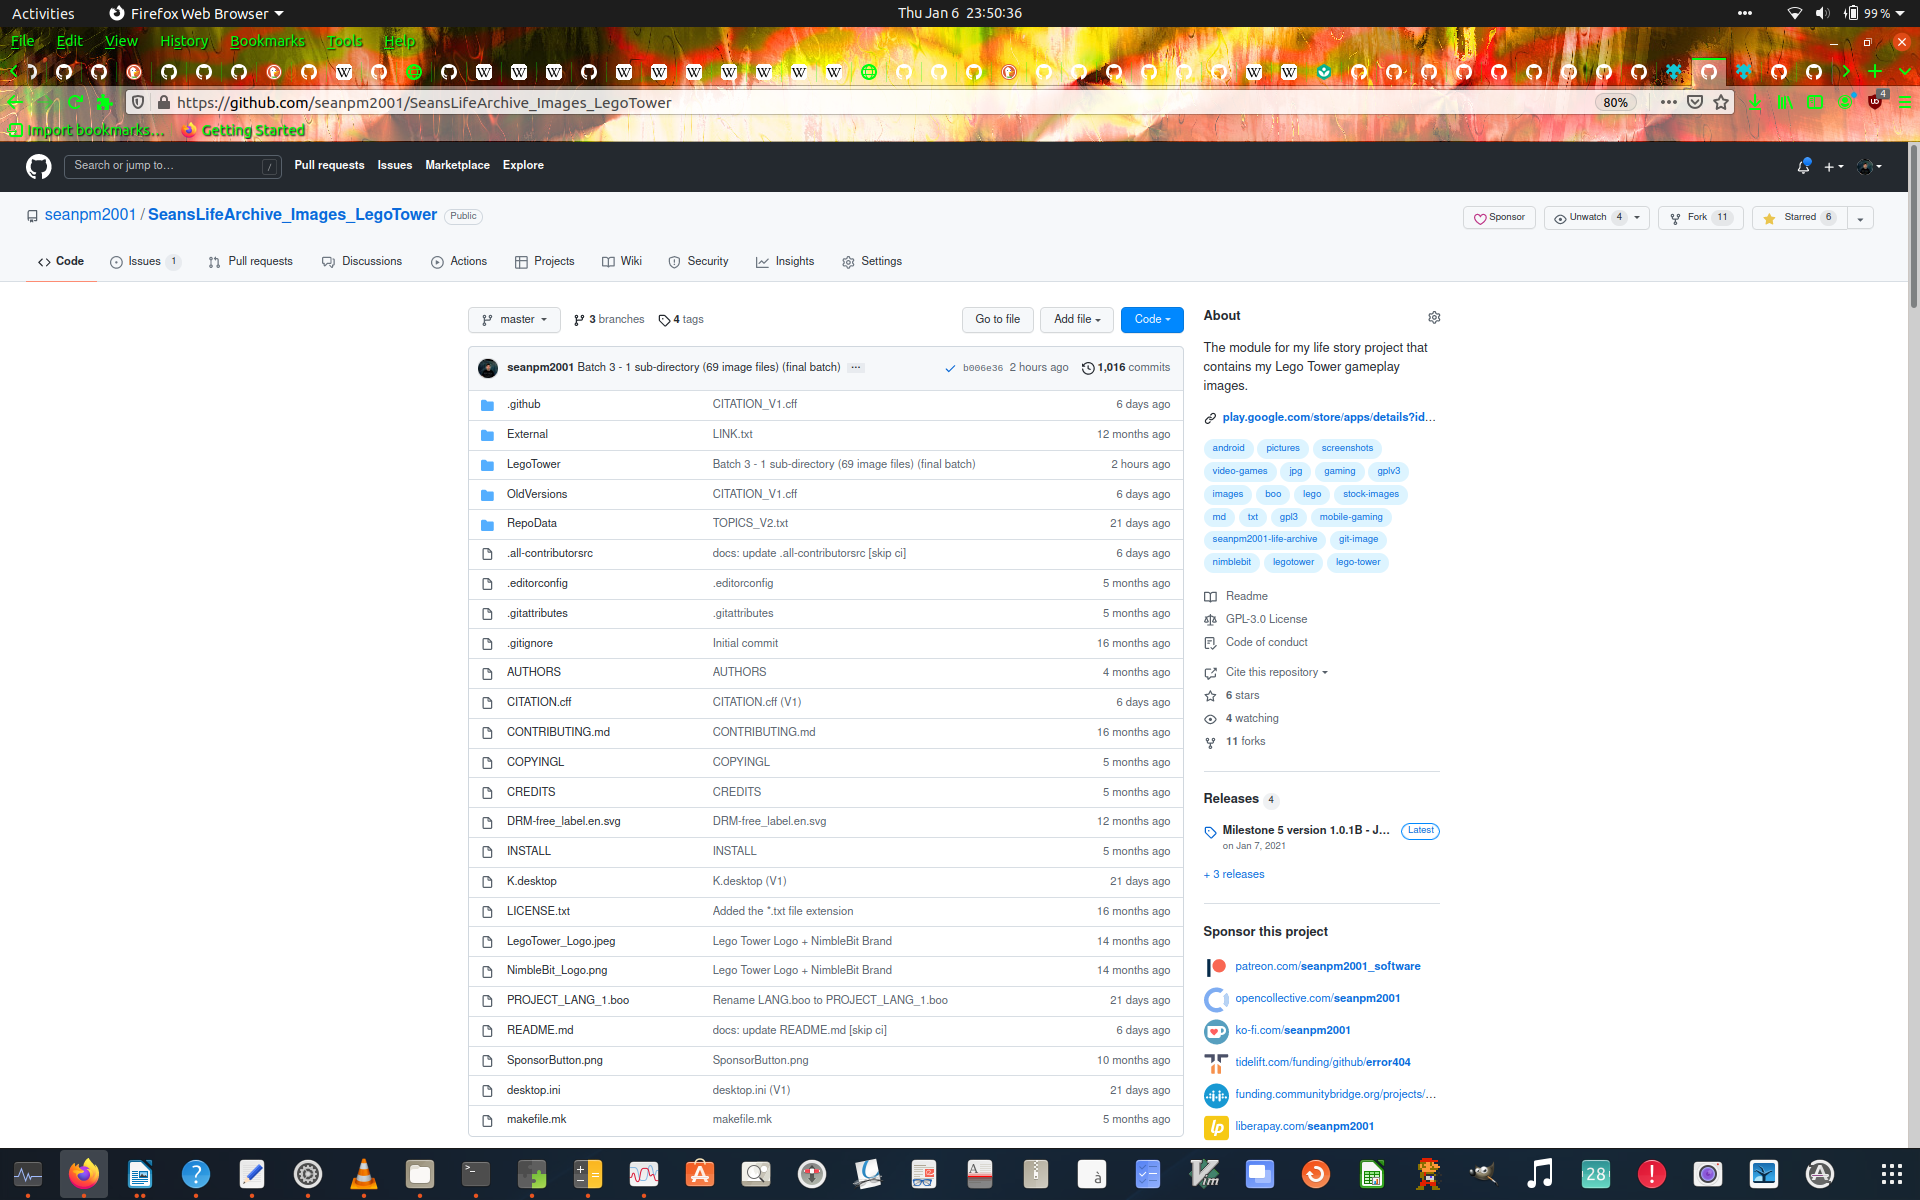 Activities Firefox Web Browser Thu Jan 6 23:50:36 99 %
File Edit View History Bookmarks Tools Help
https://github.com/seanpm2001/SeansLifeArchive_Images_LegoTower 80% 4
Import bookmarks... Getting Started
Search or jump to... / Pull requests Issues Marketplace Explore
seanpm2001 / SeansLifeArchive_Images_LegoTower Public Sponsor Unwatch 4 Fork 11 Starred 6
Code Issues 1 Pull requests Discussions Actions Projects Wiki Security Insights Settings
master 3 branches 4 tags Go to file Add file Code
seanpm2001 Batch 3 - 1 sub-directory (69 image files) (final batch) ... b006e36 2 hours ago 1,016 commits
.github CITATION_V1.cff 6 days ago
External LINK.txt 12 months ago
LegoTower Batch 3 - 1 sub-directory (69 image files) (final batch) 2 hours ago
OldVersions CITATION_V1.cff 6 days ago
RepoData TOPICS_V2.txt 21 days ago
.all-contributorsrc docs: update .all-contributorsrc [skip ci] 6 days ago
.editorconfig .editorconfig 5 months ago
.gitattributes .gitattributes 5 months ago
.gitignore Initial commit 16 months ago
AUTHORS AUTHORS 4 months ago
CITATION.cff CITATION.cff (V1) 6 days ago
CONTRIBUTING.md CONTRIBUTING.md 16 months ago
COPYINGL COPYINGL 5 months ago
CREDITS CREDITS 5 months ago
DRM-free_label.en.svg DRM-free_label.en.svg 12 months ago
INSTALL INSTALL 5 months ago
K.desktop K.desktop (V1) 21 days ago
LICENSE.txt Added the *.txt file extension 16 months ago
LegoTower_Logo.jpeg Lego Tower Logo + NimbleBit Brand 14 months ago
NimbleBit_Logo.png Lego Tower Logo + NimbleBit Brand 14 months ago
PROJECT_LANG_1.boo Rename LANG.boo to PROJECT_LANG_1.boo 21 days ago
README.md docs: update README.md [skip ci] 6 days ago
SponsorButton.png SponsorButton.png 10 months ago
desktop.ini desktop.ini (V1) 21 days ago
makefile.mk makefile.mk 5 months ago
About
The module for my life story project that
contains my Lego Tower gameplay
images.
play.google.com/store/apps/details?id...
android pictures screenshots
video-games jpg gaming gplv3
images boo lego stock-images
md txt gpl3 mobile-gaming
seanpm2001-life-archive git-image
nimblebit legotower lego-tower
Readme
GPL-3.0 License
Code of conduct
Cite this repository
6 stars
4 watching
11 forks
Releases 4
Milestone 5 version 1.0.1B - J... Latest
on Jan 7, 2021
+ 3 releases
Sponsor this project
patreon.com/seanpm2001_software
opencollective.com/seanpm2001
ko-fi.com/seanpm2001
tidelift.com/funding/github/error404
funding.communitybridge.org/projects/...
liberapay.com/seanpm2001
28